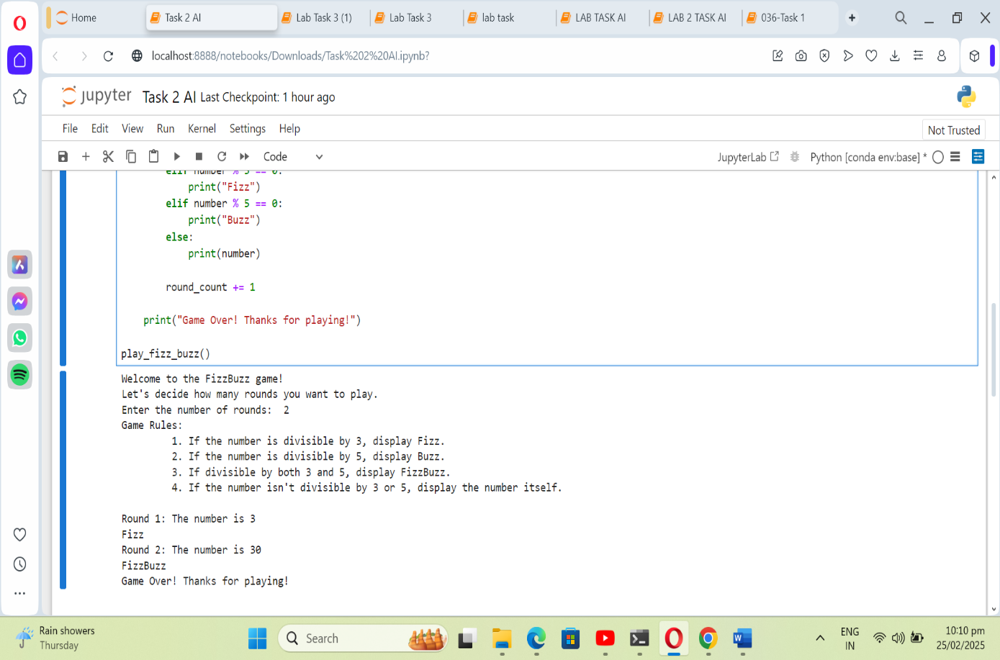 Home
Task 2 AI
Lab Task 3 (1)
Lab Task 3
lab task
LAB TASK AI
LAB 2 TASK AI
036-Task 1
localhost:8888/notebooks/Downloads/Task%202%20AI.ipynb?
jupyter Task 2 AI Last Checkpoint: 1 hour ago
File Edit View Run Kernel Settings Help
Not Trusted
Code
JupyterLab Python [conda env:base] *
elif number % 3 == 0:
print("Fizz")
elif number % 5 == 0:
print("Buzz")
else:
print(number)
round_count += 1
print("Game Over! Thanks for playing!")
play_fizz_buzz()
Welcome to the FizzBuzz game!
Let's decide how many rounds you want to play.
Enter the number of rounds: 2
Game Rules:
1. If the number is divisible by 3, display Fizz.
2. If the number is divisible by 5, display Buzz.
3. If divisible by both 3 and 5, display FizzBuzz.
4. If the number isn't divisible by 3 or 5, display the number itself.
Round 1: The number is 3
Fizz
Round 2: The number is 30
FizzBuzz
Game Over! Thanks for playing!
Rain showers
Thursday
Search
ENG
IN
10:10 pm
25/02/2025